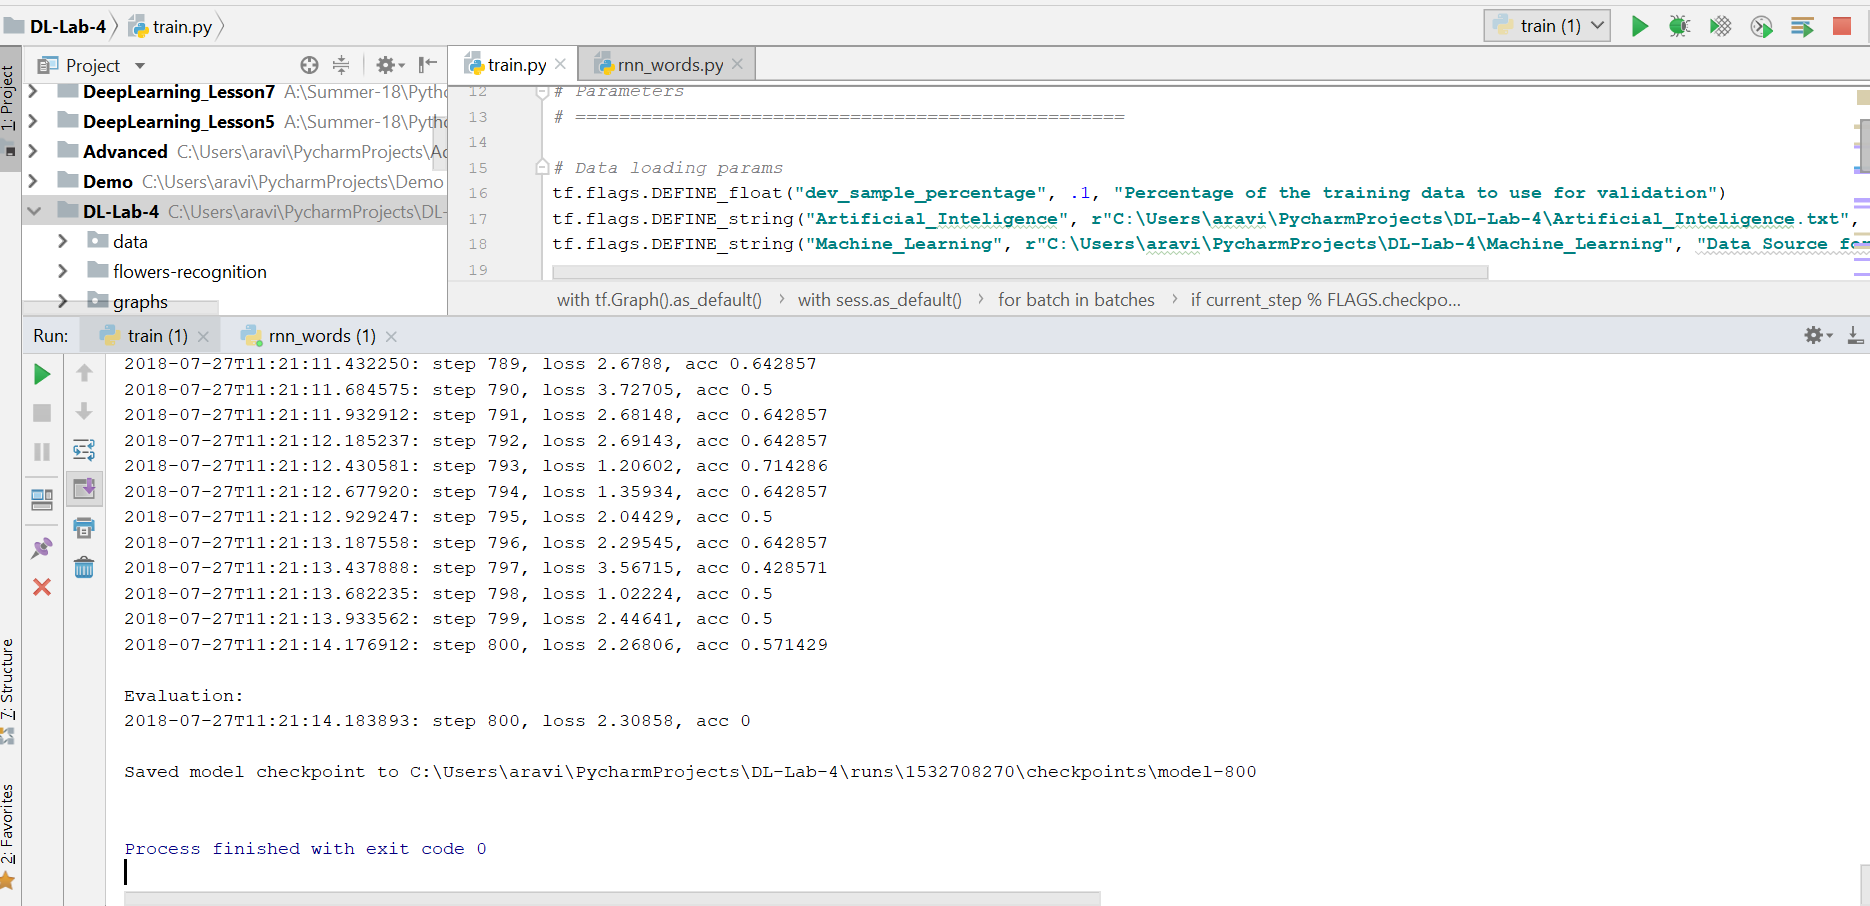 DL-Lab-4 train.py
train (1)
1: Project
Project
train.py
rnn_words.py
DeepLearning_Lesson7 A:\Summer-18\Pytho
DeepLearning_Lesson5 A:\Summer-18\Pytho
Advanced C:\Users\aravi\PycharmProjects\Ad
Demo C:\Users\aravi\PycharmProjects\Demo
DL-Lab-4 C:\Users\aravi\PycharmProjects\DL-
data
flowers-recognition
graphs
12 # Parameters
13 # ==================================================
14
15 # Data loading params
16 tf.flags.DEFINE_float("dev_sample_percentage", .1, "Percentage of the training data to use for validation")
17 tf.flags.DEFINE_string("Artificial_Inteligence", r"C:\Users\aravi\PycharmProjects\DL-Lab-4\Artificial_Inteligence.txt",
18 tf.flags.DEFINE_string("Machine_Learning", r"C:\Users\aravi\PycharmProjects\DL-Lab-4\Machine_Learning", "Data Source for
19
with tf.Graph().as_default() › with sess.as_default() › for batch in batches › if current_step % FLAGS.checkpo...
Run: train (1) rnn_words (1)
2018-07-27T11:21:11.432250: step 789, loss 2.6788, acc 0.642857
2018-07-27T11:21:11.684575: step 790, loss 3.72705, acc 0.5
2018-07-27T11:21:11.932912: step 791, loss 2.68148, acc 0.642857
2018-07-27T11:21:12.185237: step 792, loss 2.69143, acc 0.642857
2018-07-27T11:21:12.430581: step 793, loss 1.20602, acc 0.714286
2018-07-27T11:21:12.677920: step 794, loss 1.35934, acc 0.642857
2018-07-27T11:21:12.929247: step 795, loss 2.04429, acc 0.5
2018-07-27T11:21:13.187558: step 796, loss 2.29545, acc 0.642857
2018-07-27T11:21:13.437888: step 797, loss 3.56715, acc 0.428571
2018-07-27T11:21:13.682235: step 798, loss 1.02224, acc 0.5
2018-07-27T11:21:13.933562: step 799, loss 2.44641, acc 0.5
2018-07-27T11:21:14.176912: step 800, loss 2.26806, acc 0.571429
Evaluation:
2018-07-27T11:21:14.183893: step 800, loss 2.30858, acc 0
Saved model checkpoint to C:\Users\aravi\PycharmProjects\DL-Lab-4\runs\1532708270\checkpoints\model-800
Process finished with exit code 0
7: Structure
2: Favorites